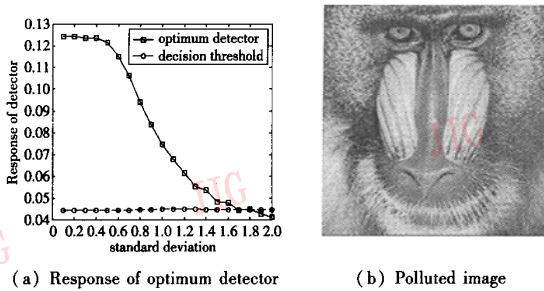 0.13
0.12
0.11
0.10
0.09
0.08
0.07
0.06
0.05
0.04
Response of detector
optimum detector
decision threshold
0 0.2 0.4 0.6 0.8 1.0 1.2 1.4 1.6 1.8 2.0
standard deviation
JIG
JIG
(a) Response of optimum detector
(b) Polluted image